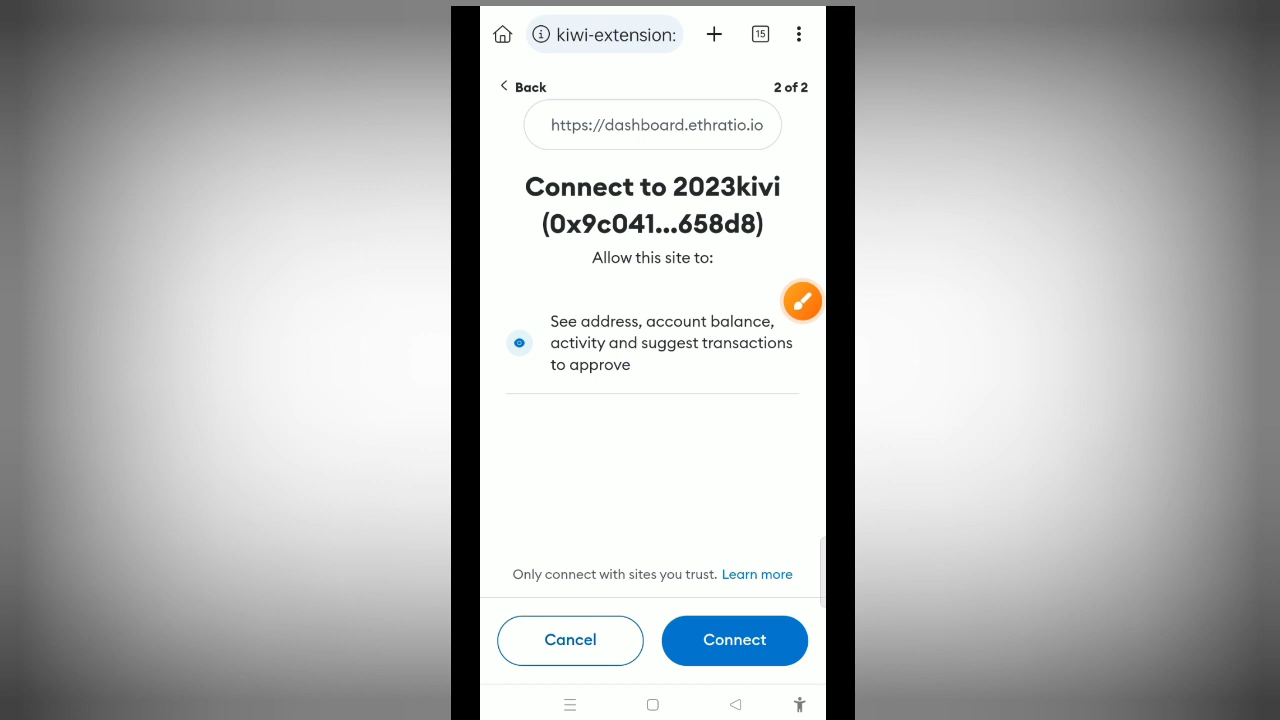 kiwi-extension:
15
Back
2 of 2
https://dashboard.ethratio.io
Connect to 2023kivi
(0x9c041...658d8)
Allow this site to:
See address, account balance,
activity and suggest transactions
to approve
Only connect with sites you trust. Learn more
Cancel
Connect